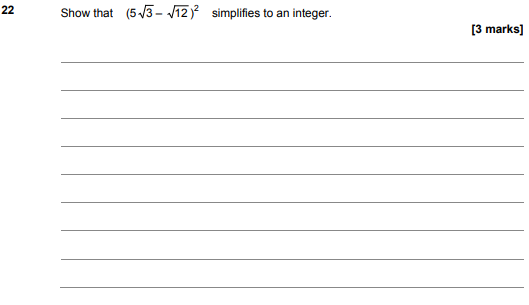 22 Show that (5√3 – √12)² simplifies to an integer.
[3 marks]